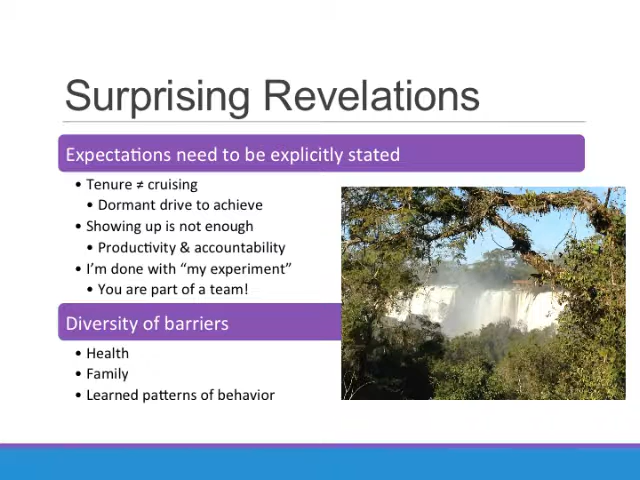 Surprising Revelations
Expectations need to be explicitly stated
• Tenure ≠ cruising
• Dormant drive to achieve
• Showing up is not enough
• Productivity & accountability
• I’m done with “my experiment”
• You are part of a team!
Diversity of barriers
• Health
• Family
• Learned patterns of behavior